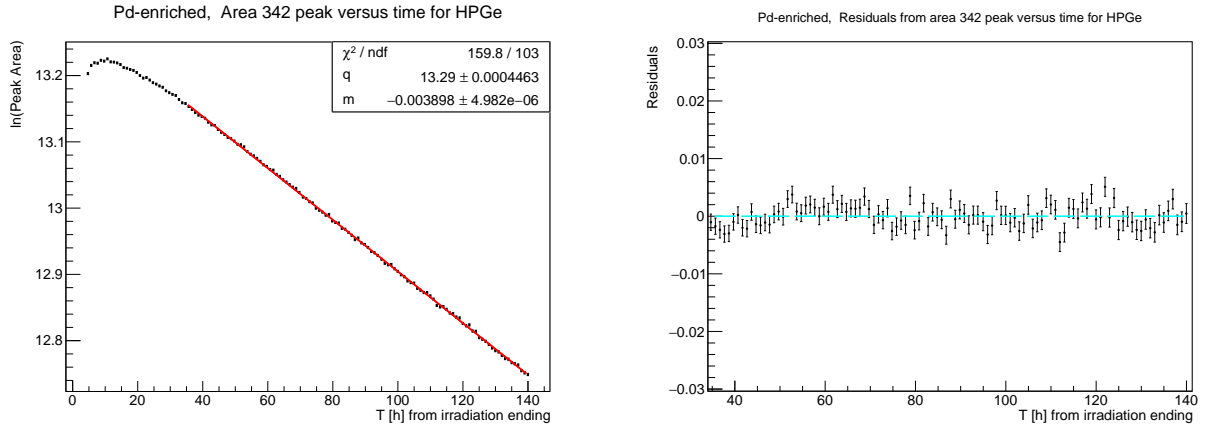 Pd-enriched, Area 342 peak versus time for HPGe
χ² / ndf 159.8 / 103
q 13.29 ± 0.0004463
m −0.003898 ± 4.982e−06
ln(Peak Area)
13.2
13.1
13
12.9
12.8
0 20 40 60 80 100 120 140
T [h] from irradiation ending
Pd-enriched, Residuals from area 342 peak versus time for HPGe
Residuals
0.03
0.02
0.01
0
−0.01
−0.02
−0.03
40 60 80 100 120 140
T [h] from irradiation ending